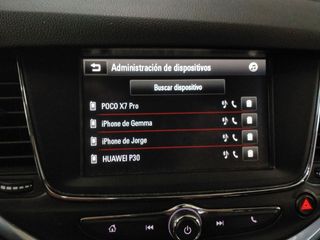 Administración de dispositivos
Buscar dispositivo
POCO X7 Pro
iPhone de Gemma
iPhone de Jorge
HUAWEI P30